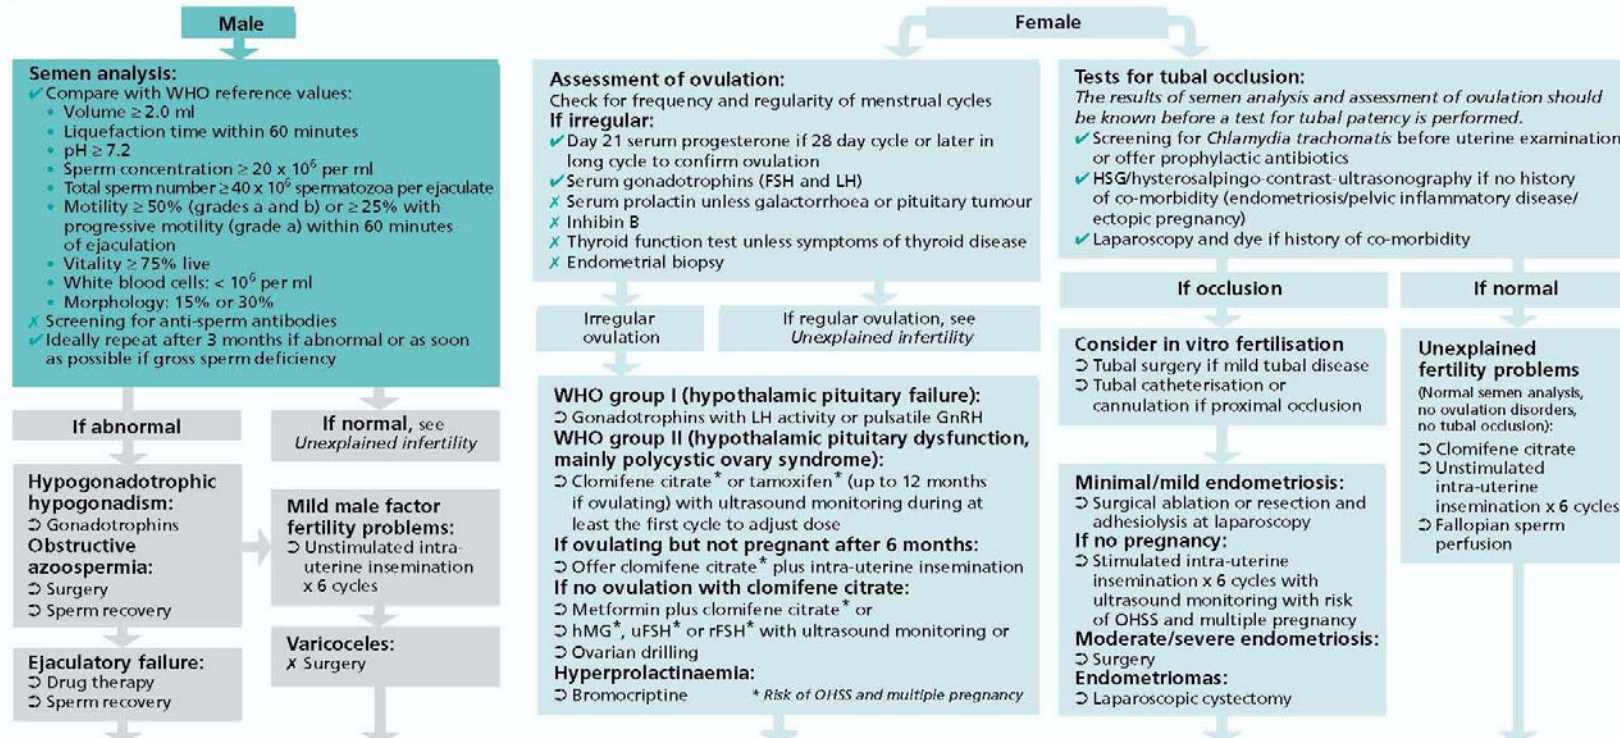 Male
Semen analysis:
✓ Compare with WHO reference values:
• Volume ≥ 2.0 ml
• Liquefaction time within 60 minutes
• pH ≥ 7.2
• Sperm concentration ≥ 20 x 10⁶ per ml
• Total sperm number ≥ 40 x 10⁶ spermatozoa per ejaculate
• Motility ≥ 50% (grades a and b) or ≥ 25% with
progressive motility (grade a) within 60 minutes
of ejaculation
• Vitality ≥ 75% live
• White blood cells: < 10⁶ per ml
• Morphology: 15% or 30%
✗ Screening for anti-sperm antibodies
✓ Ideally repeat after 3 months if abnormal or as soon
as possible if gross sperm deficiency
If abnormal
If normal, see
Unexplained infertility
Hypogonadotrophic
hypogonadism:
➲ Gonadotrophins
Obstructive
azoospermia:
➲ Surgery
➲ Sperm recovery
Mild male factor
fertility problems:
➲ Unstimulated intra-
uterine insemination
x 6 cycles
Ejaculatory failure:
➲ Drug therapy
➲ Sperm recovery
Varicoceles:
✗ Surgery
Female
Assessment of ovulation:
Check for frequency and regularity of menstrual cycles
If irregular:
✓ Day 21 serum progesterone if 28 day cycle or later in
long cycle to confirm ovulation
✓ Serum gonadotrophins (FSH and LH)
✗ Serum prolactin unless galactorrhoea or pituitary tumour
✗ Inhibin B
✗ Thyroid function test unless symptoms of thyroid disease
✗ Endometrial biopsy
Irregular
ovulation
If regular ovulation, see
Unexplained infertility
WHO group I (hypothalamic pituitary failure):
➲ Gonadotrophins with LH activity or pulsatile GnRH
WHO group II (hypothalamic pituitary dysfunction,
mainly polycystic ovary syndrome):
➲ Clomifene citrate* or tamoxifen* (up to 12 months
if ovulating) with ultrasound monitoring during at
least the first cycle to adjust dose
If ovulating but not pregnant after 6 months:
➲ Offer clomifene citrate* plus intra-uterine insemination
If no ovulation with clomifene citrate:
➲ Metformin plus clomifene citrate* or
➲ hMG*, uFSH* or rFSH* with ultrasound monitoring or
➲ Ovarian drilling
Hyperprolactinaemia:
➲ Bromocriptine * Risk of OHSS and multiple pregnancy
Tests for tubal occlusion:
The results of semen analysis and assessment of ovulation should
be known before a test for tubal patency is performed.
✓ Screening for Chlamydia trachomatis before uterine examination
or offer prophylactic antibiotics
✓ HSG/hysterosalpingo-contrast-ultrasonography if no history
of co-morbidity (endometriosis/pelvic inflammatory disease/
ectopic pregnancy)
✓ Laparoscopy and dye if history of co-morbidity
If occlusion
Consider in vitro fertilisation
➲ Tubal surgery if mild tubal disease
➲ Tubal catheterisation or
cannulation if proximal occlusion
Minimal/mild endometriosis:
➲ Surgical ablation or resection and
adhesiolysis at laparoscopy
If no pregnancy:
➲ Stimulated intra-uterine
insemination x 6 cycles with
ultrasound monitoring with risk
of OHSS and multiple pregnancy
Moderate/severe endometriosis:
➲ Surgery
Endometriomas:
➲ Laparoscopic cystectomy
If normal
Unexplained
fertility problems
(Normal semen analysis,
no ovulation disorders,
no tubal occlusion):
➲ Clomifene citrate
➲ Unstimulated
intra-uterine
insemination x 6 cycles
➲ Fallopian sperm
perfusion